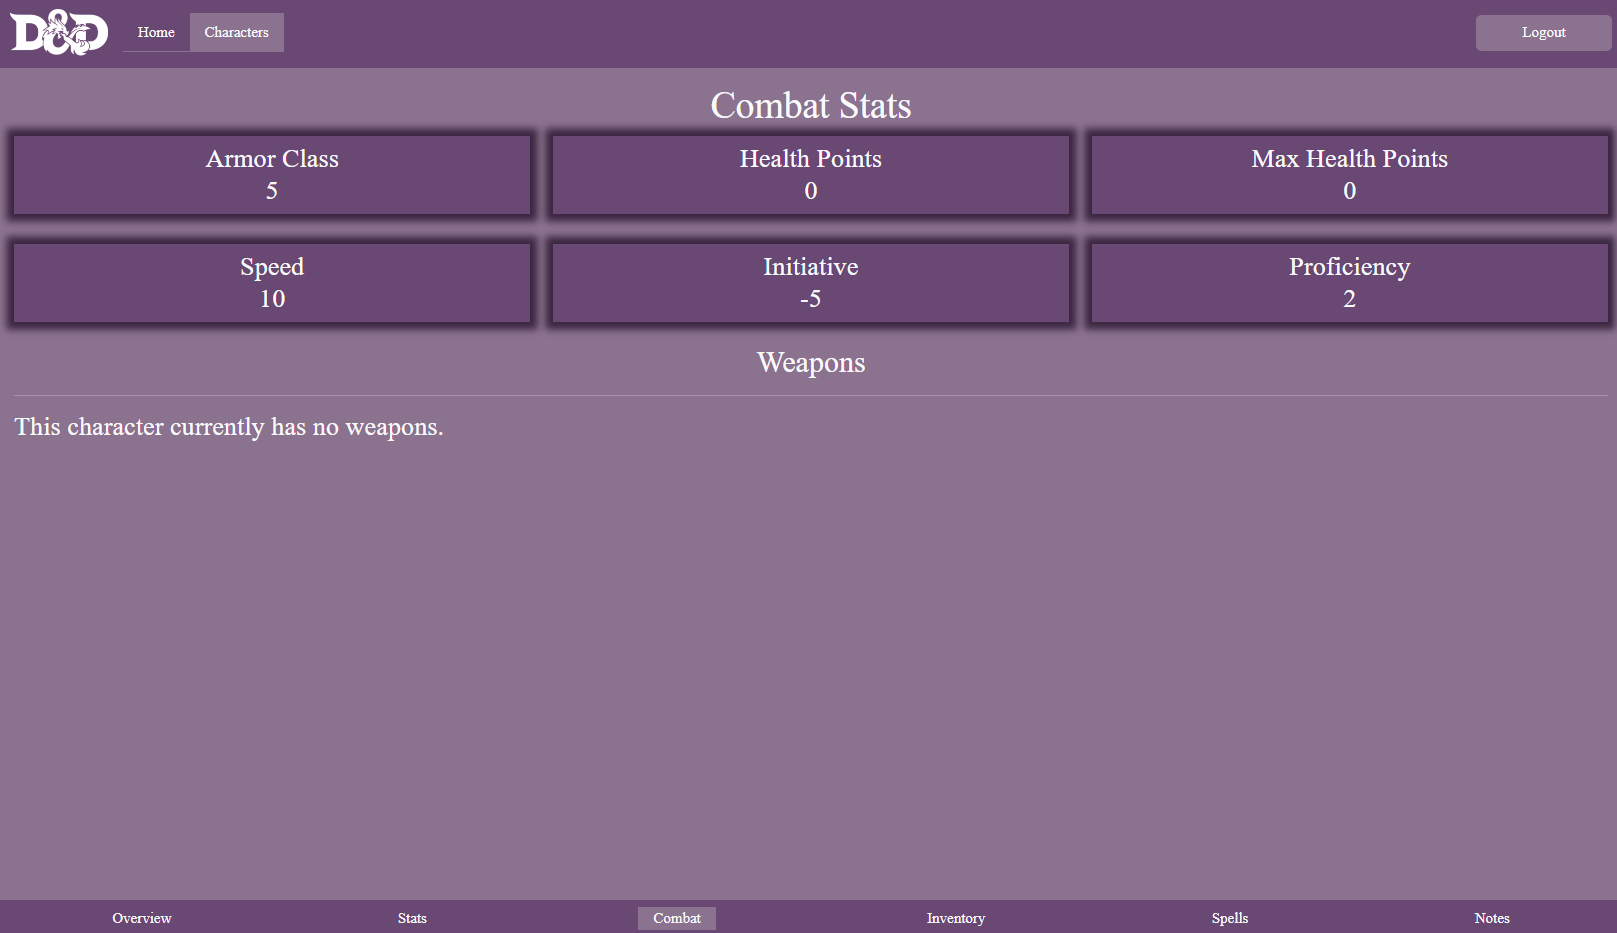 D&D
Home
Characters
Logout
Combat Stats
Armor Class
5
Health Points
0
Max Health Points
0
Speed
10
Initiative
-5
Proficiency
2
Weapons
This character currently has no weapons.
Overview
Stats
Combat
Inventory
Spells
Notes